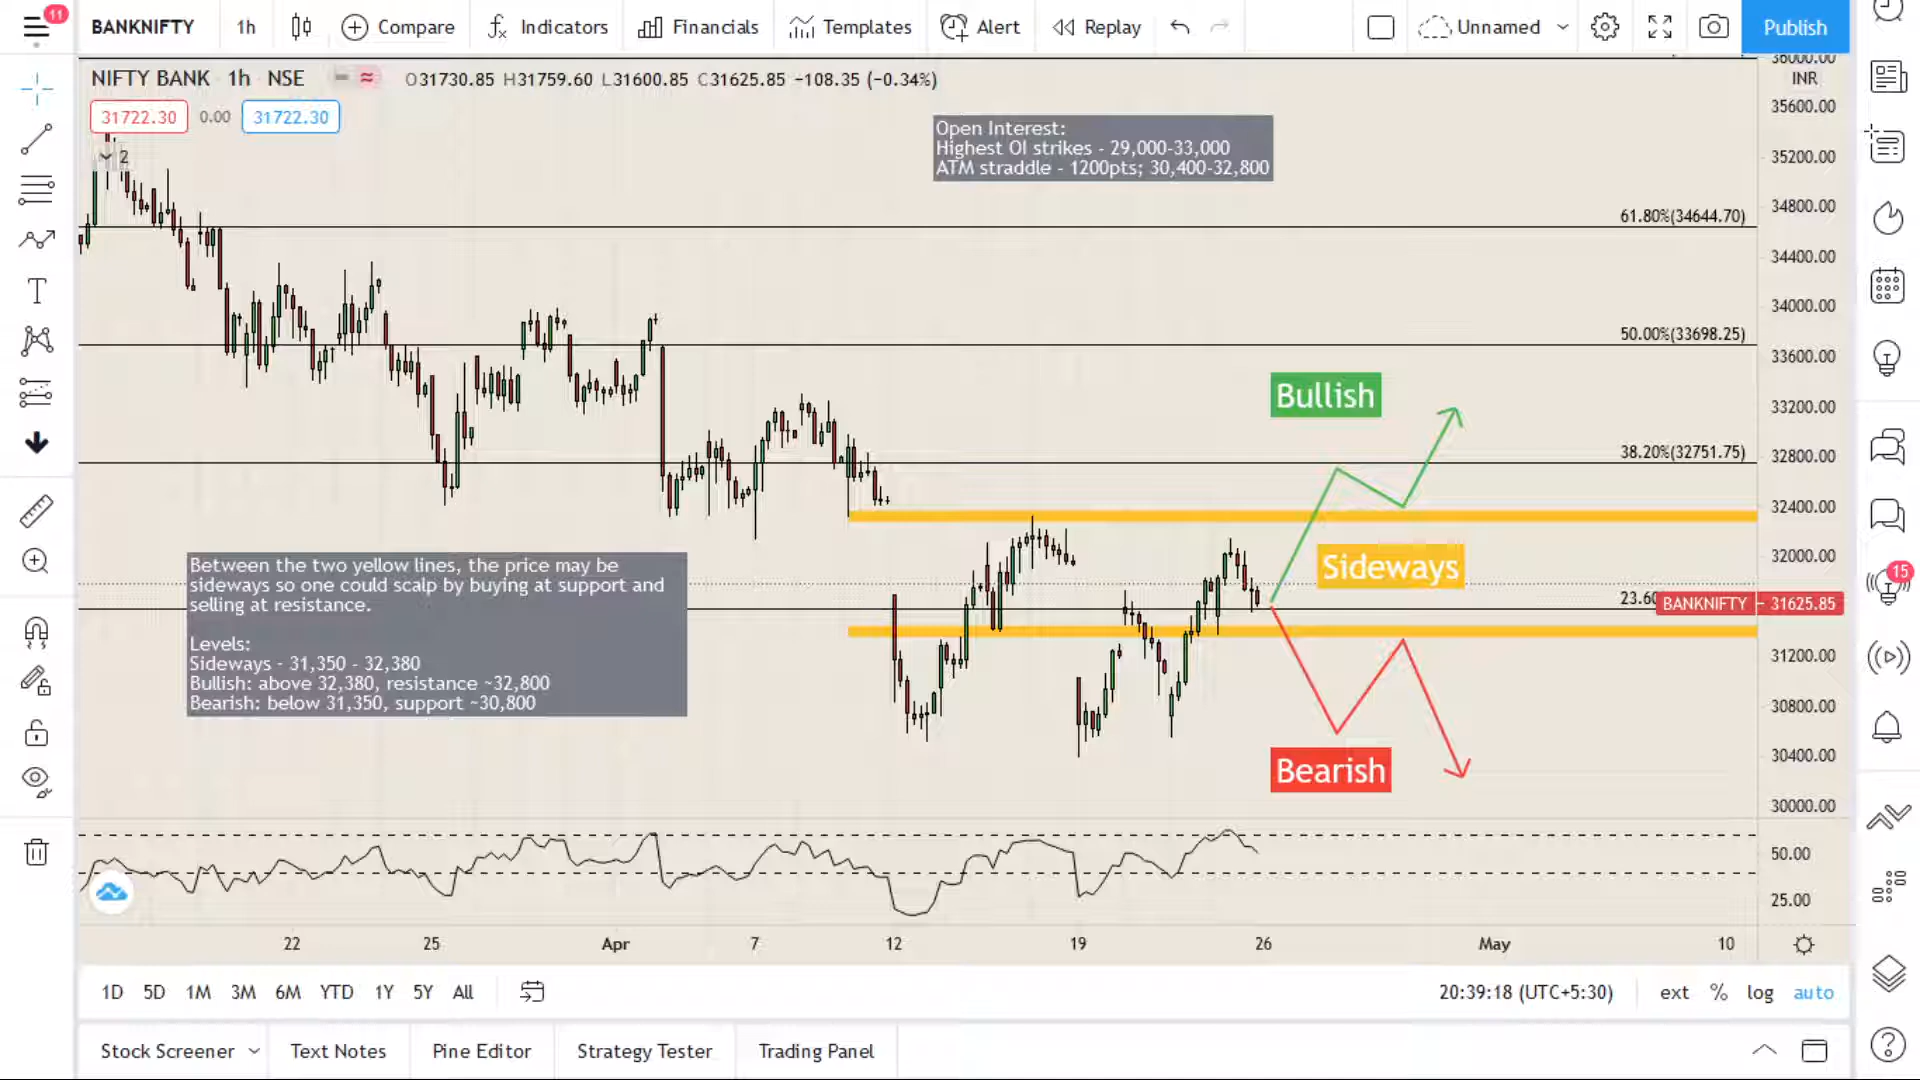 11
BANKNIFTY
1h
Compare
Indicators
Financials
Templates
Alert
Replay
Unnamed
Publish
NIFTY BANK · 1h · NSE
O31730.85 H31759.60 L31600.85 C31625.85 −108.35 (−0.34%)
31722.30
0.00
31722.30
2
Open Interest:
Highest OI strikes - 29,000-33,000
ATM straddle - 1200pts; 30,400-32,800
61.80%(34644.70)
50.00%(33698.25)
Bullish
38.20%(32751.75)
Sideways
23.60
BANKNIFTY
31625.85
Bearish
Between the two yellow lines, the price may be
sideways so one could scalp by buying at support and
selling at resistance.
Levels:
Sideways - 31,350 - 32,380
Bullish: above 32,380, resistance ~32,800
Bearish: below 31,350, support ~30,800
36000.00
INR
35600.00
35200.00
34800.00
34400.00
34000.00
33600.00
33200.00
32800.00
32400.00
32000.00
31200.00
30800.00
30400.00
30000.00
50.00
25.00
15
22
25
Apr
7
12
19
26
May
10
1D
5D
1M
3M
6M
YTD
1Y
5Y
All
20:39:18 (UTC+5:30)
ext
%
log
auto
Stock Screener
Text Notes
Pine Editor
Strategy Tester
Trading Panel